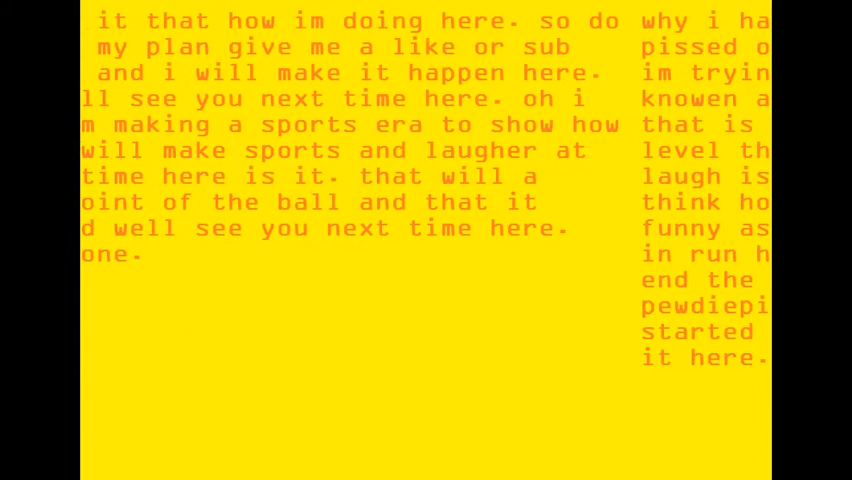 it that how im doing here. so do
my plan give me a like or sub
and i will make it happen here.
ll see you next time here. oh i
m making a sports era to show how
will make sports and laugher at
time here is it. that will a
oint of the ball and that it
d well see you next time here.
one.
why i ha
pissed o
im tryin
knowen a
that is
level th
laugh is
think ho
funny as
in run h
end the
pewdiepi
started
it here.